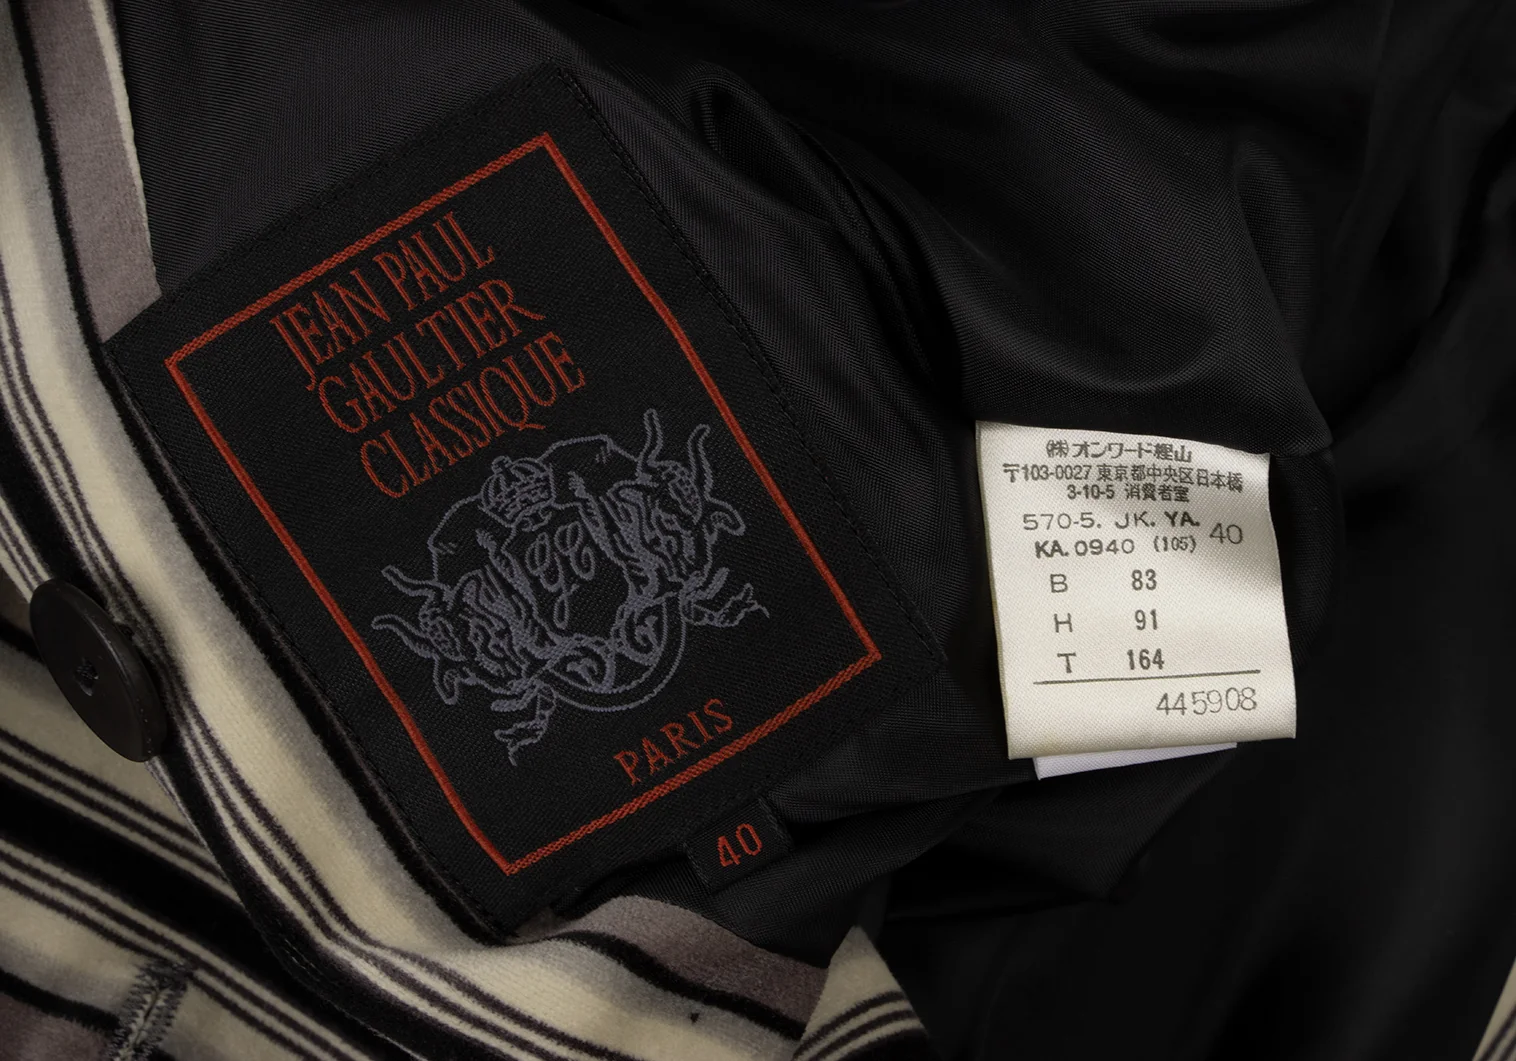 JEAN PAUL
GAULTIER
CLASSIQUE
PARIS
40
㈱オンワード樫山
〒103-0027 東京都中央区日本橋
3-10-5 消費者室
570-5. JK. YA. 40
KA. 0940 (105)
B 83
H 91
T 164
445908